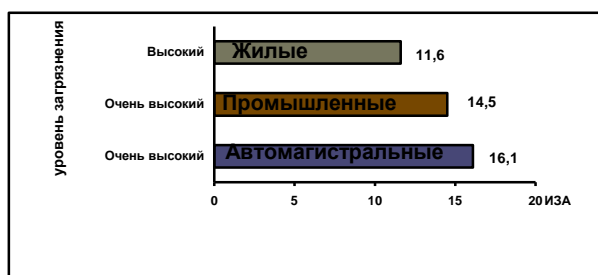 уровень загрязнения
Высокий Жилые 11,6
Очень высокий Промышленные 14,5
Очень высокий Автомагистральные 16,1
0 5 10 15 20 ИЗА